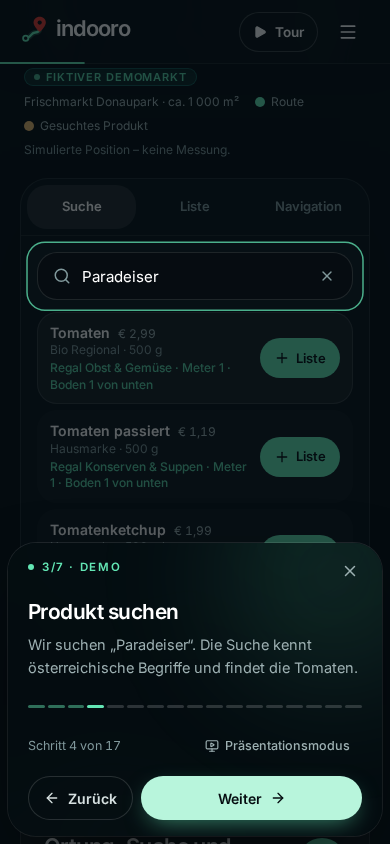 indooro
Tour
FIKTIVER DEMOMARKT
Frischmarkt Donaupark · ca. 1 000 m² Route
Gesuchtes Produkt
Simulierte Position – keine Messung.
Suche Liste Navigation
Paradeiser
Tomaten € 2,99
Bio Regional · 500 g
Regal Obst & Gemüse · Meter 1 ·
Boden 1 von unten
Liste
Tomaten passiert € 1,19
Hausmarke · 500 g
Regal Konserven & Suppen · Meter
1 · Boden 1 von unten
Liste
Tomatenketchup € 1,99
3/7 · DEMO
Produkt suchen
Wir suchen „Paradeiser“. Die Suche kennt
österreichische Begriffe und findet die Tomaten.
Schritt 4 von 17
Präsentationsmodus
Zurück
Weiter
Ortung, Suche und